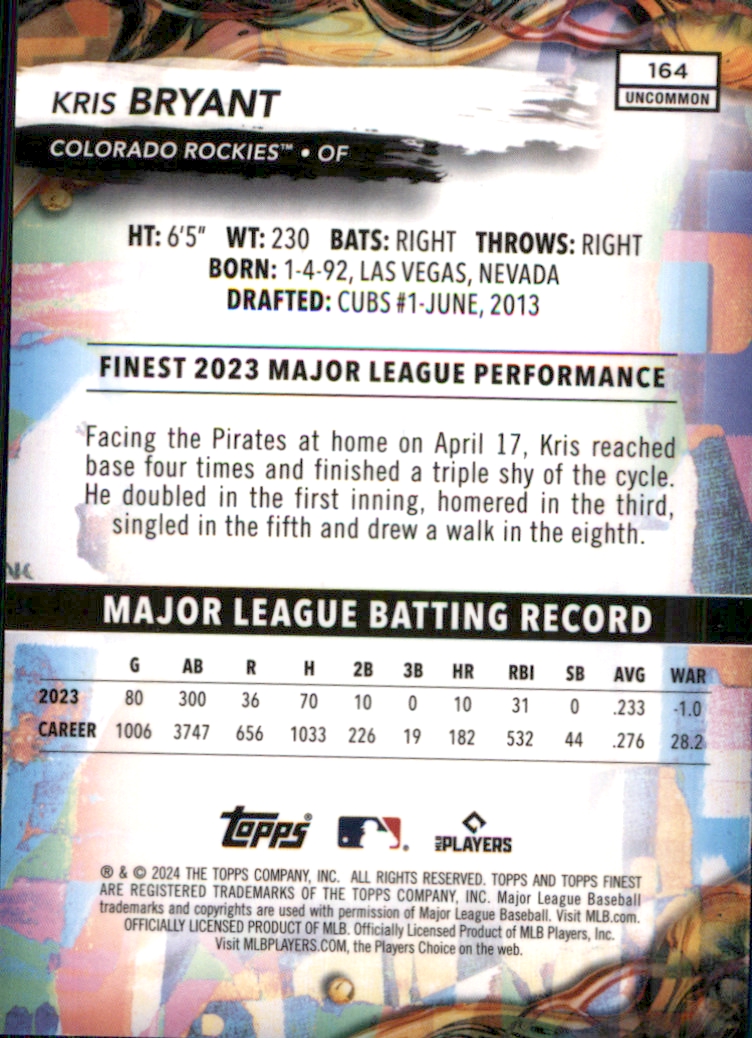 164
UNCOMMON
KRIS BRYANT
COLORADO ROCKIES™ • OF
HT: 6'5" WT: 230 BATS: RIGHT THROWS: RIGHT
BORN: 1-4-92, LAS VEGAS, NEVADA
DRAFTED: CUBS #1-JUNE, 2013
FINEST 2023 MAJOR LEAGUE PERFORMANCE
Facing the Pirates at home on April 17, Kris reached
base four times and finished a triple shy of the cycle.
He doubled in the first inning, homered in the third,
singled in the fifth and drew a walk in the eighth.
MAJOR LEAGUE BATTING RECORD
G AB R H 2B 3B HR RBI SB AVG WAR
2023 80 300 36 70 10 0 10 31 0 .233 -1.0
CAREER 1006 3747 656 1033 226 19 182 532 44 .276 28.2
Topps® ® MLB PLAYERS
® & © 2024 THE TOPPS COMPANY, INC. ALL RIGHTS RESERVED. TOPPS AND TOPPS FINEST
ARE REGISTERED TRADEMARKS OF THE TOPPS COMPANY, INC. Major League Baseball
trademarks and copyrights are used with permission of Major League Baseball. Visit MLB.com.
OFFICIALLY LICENSED PRODUCT OF MLB. Officially Licensed Product of MLB Players, Inc.
Visit MLBPLAYERS.COM, the Players Choice on the web.